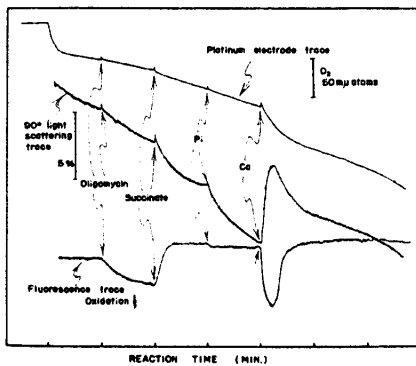 Platinum electrode trace
O₂
50 mμ atoms
90° light
scattering
trace
5%
Oligomycin
Succinate
Pi
Ca
Fluorescence trace
Oxidation
REACTION TIME (MIN.)